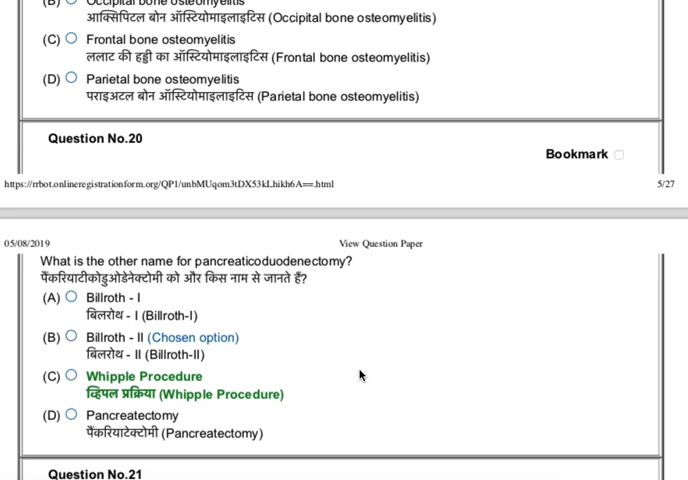 (B) Occipital bone osteomyelitis
आक्सिपिटल बोन ऑस्टियोमाइलाइटिस (Occipital bone osteomyelitis)
(C) Frontal bone osteomyelitis
ललाट की हड्डी का ऑस्टियोमाइलाइटिस (Frontal bone osteomyelitis)
(D) Parietal bone osteomyelitis
पराइअटल बोन ऑस्टियोमाइलाइटिस (Parietal bone osteomyelitis)
Question No.20
Bookmark
https://rrbot.onlineregistrationform.org/QP1/unbMUqom3tDX53kLhikh6A==.html 5/27
05/08/2019 View Question Paper
What is the other name for pancreaticoduodenectomy?
पैंकरियाटीकोडुओडेनेक्टोमी को और किस नाम से जानते हैं?
(A) Billroth - I
बिलरोथ - I (Billroth-I)
(B) Billroth - II (Chosen option)
बिलरोथ - II (Billroth-II)
(C) Whipple Procedure
व्हिपल प्रक्रिया (Whipple Procedure)
(D) Pancreatectomy
पैंकरियाटेक्टोमी (Pancreatectomy)
Question No.21